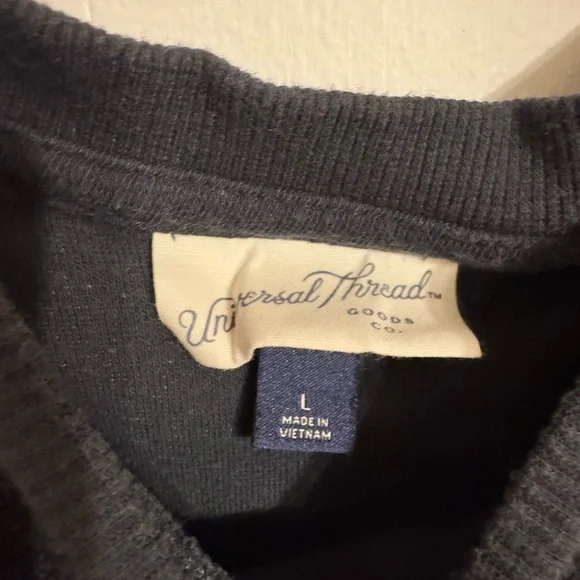 Universal Thread™
GOODS
CO.
L
MADE IN
VIETNAM